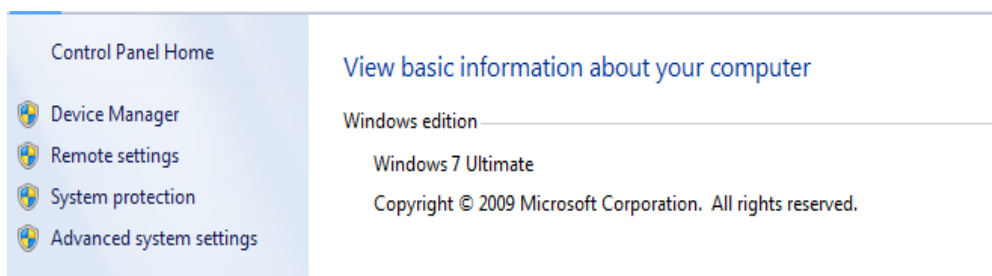 Control Panel Home
Device Manager
Remote settings
System protection
Advanced system settings
View basic information about your computer
Windows edition
Windows 7 Ultimate
Copyright © 2009 Microsoft Corporation.  All rights reserved.